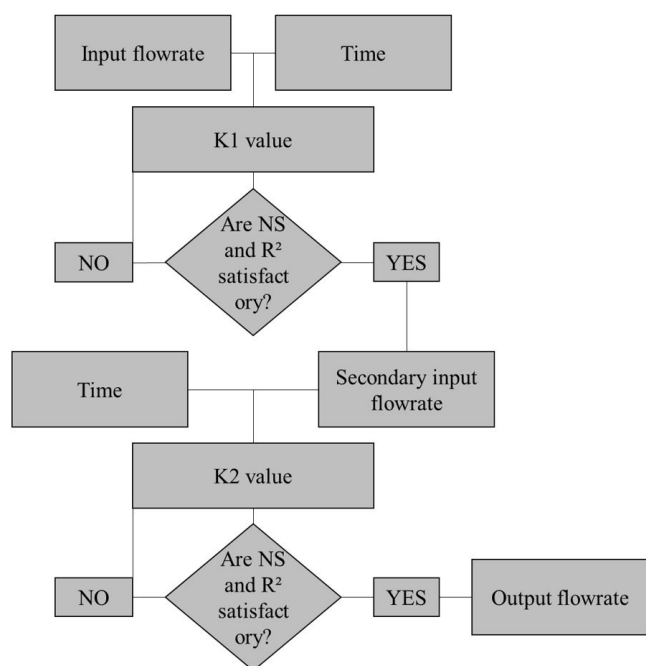 Input flowrate
Time
K1 value
Are NS
and R²
satisfact
ory?
NO
YES
Time
Secondary input
flowrate
K2 value
Are NS
and R²
satisfact
ory?
NO
YES
Output flowrate